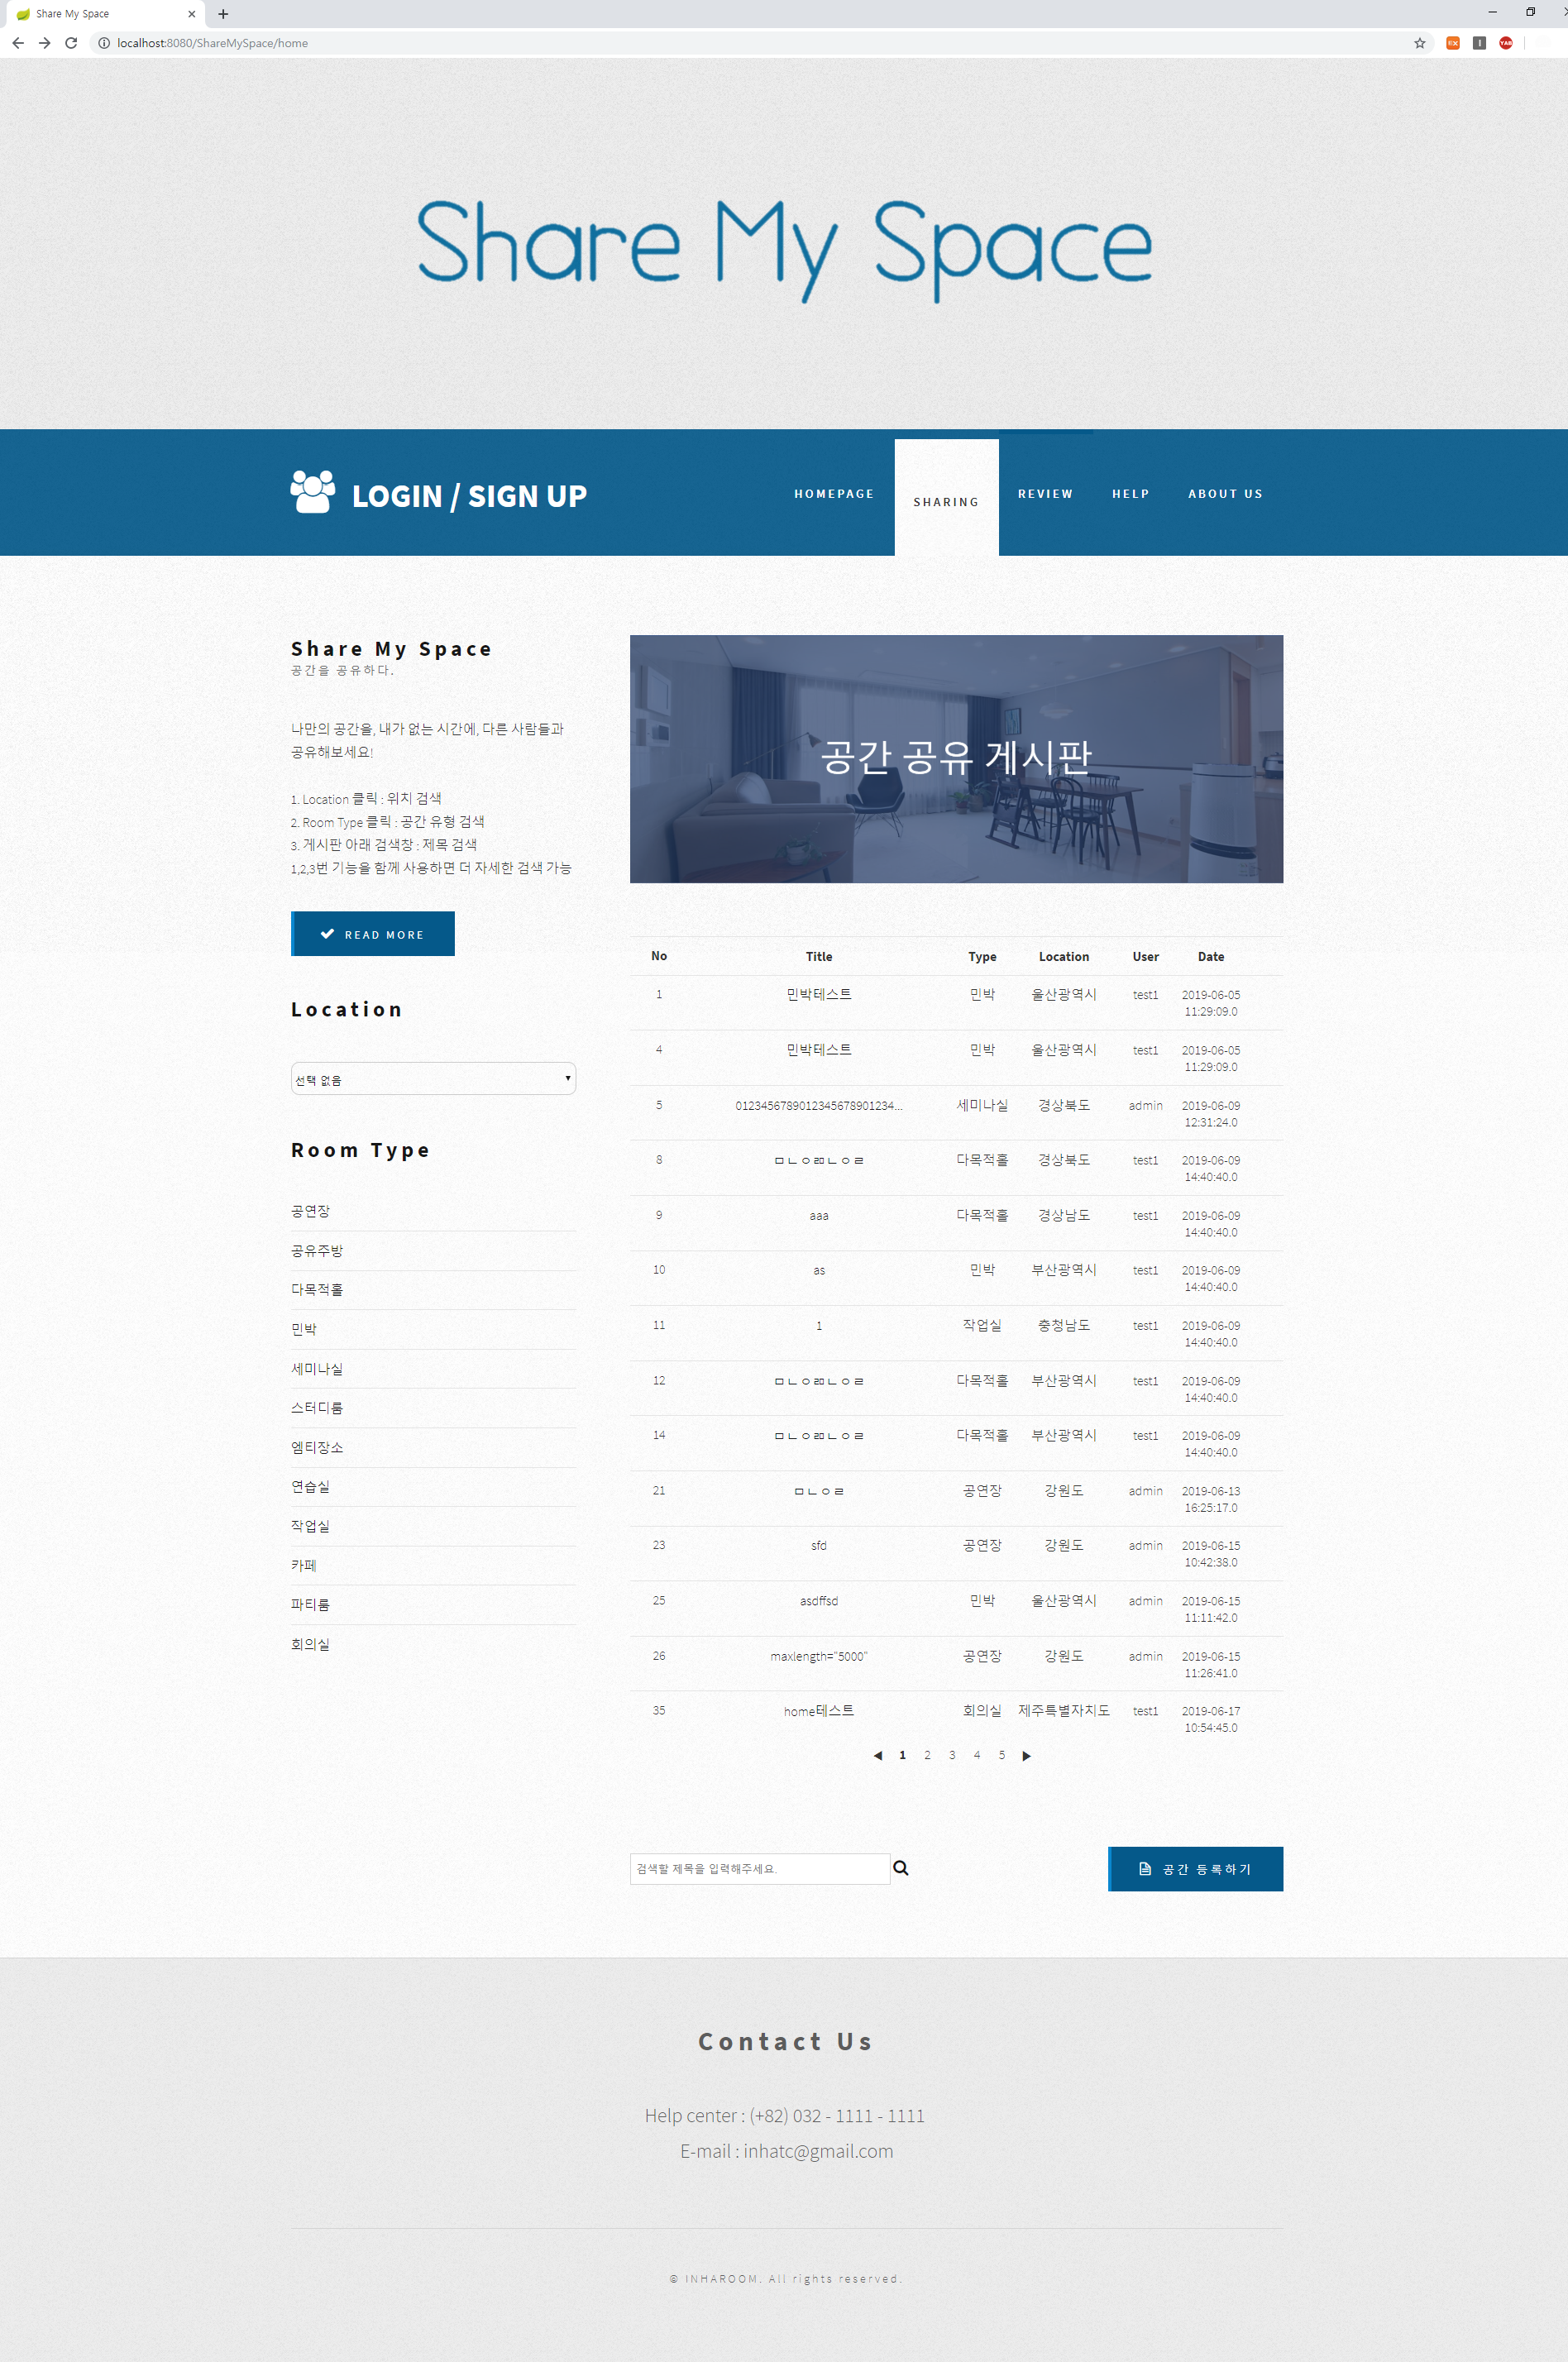 Share My Space
localhost:8080/ShareMySpace/home
Share My Space
LOGIN / SIGN UP
HOMEPAGE
SHARING
REVIEW
HELP
ABOUT US
Share My Space
공간을 공유하다.
나만의 공간을, 내가 없는 시간에, 다른 사람들과
공유해보세요!
1. Location 클릭 : 위치 검색
2. Room Type 클릭 : 공간 유형 검색
3. 게시판 아래 검색창 : 제목 검색
1,2,3번 기능을 함께 사용하면 더 자세한 검색 가능
READ MORE
Location
선택 없음
Room Type
공연장
공유주방
다목적홀
민박
세미나실
스터디룸
엠티장소
연습실
작업실
카페
파티룸
회의실
공간 공유 게시판
No Title Type Location User Date
1 민박테스트 민박 울산광역시 test1 2019-06-05
11:29:09.0
4 민박테스트 민박 울산광역시 test1 2019-06-05
11:29:09.0
5 0123456789012345678901234... 세미나실 경상북도 admin 2019-06-09
12:31:24.0
8 ㅁㄴㅇㄻㄴㅇㄹ 다목적홀 경상북도 test1 2019-06-09
14:40:40.0
9 aaa 다목적홀 경상남도 test1 2019-06-09
14:40:40.0
10 as 민박 부산광역시 test1 2019-06-09
14:40:40.0
11 1 작업실 충청남도 test1 2019-06-09
14:40:40.0
12 ㅁㄴㅇㄻㄴㅇㄹ 다목적홀 부산광역시 test1 2019-06-09
14:40:40.0
14 ㅁㄴㅇㄻㄴㅇㄹ 다목적홀 부산광역시 test1 2019-06-09
14:40:40.0
21 ㅁㄴㅇㄹ 공연장 강원도 admin 2019-06-13
16:25:17.0
23 sfd 공연장 강원도 admin 2019-06-15
10:42:38.0
25 asdffsd 민박 울산광역시 admin 2019-06-15
11:11:42.0
26 maxlength="5000" 공연장 강원도 admin 2019-06-15
11:26:41.0
35 home테스트 회의실 제주특별자치도 test1 2019-06-17
10:54:45.0
◀ 1 2 3 4 5 ▶
검색할 제목을 입력해주세요.
공간 등록하기
Contact Us
Help center : (+82) 032 - 1111 - 1111
E-mail : inhatc@gmail.com
© INHAROOM. All rights reserved.